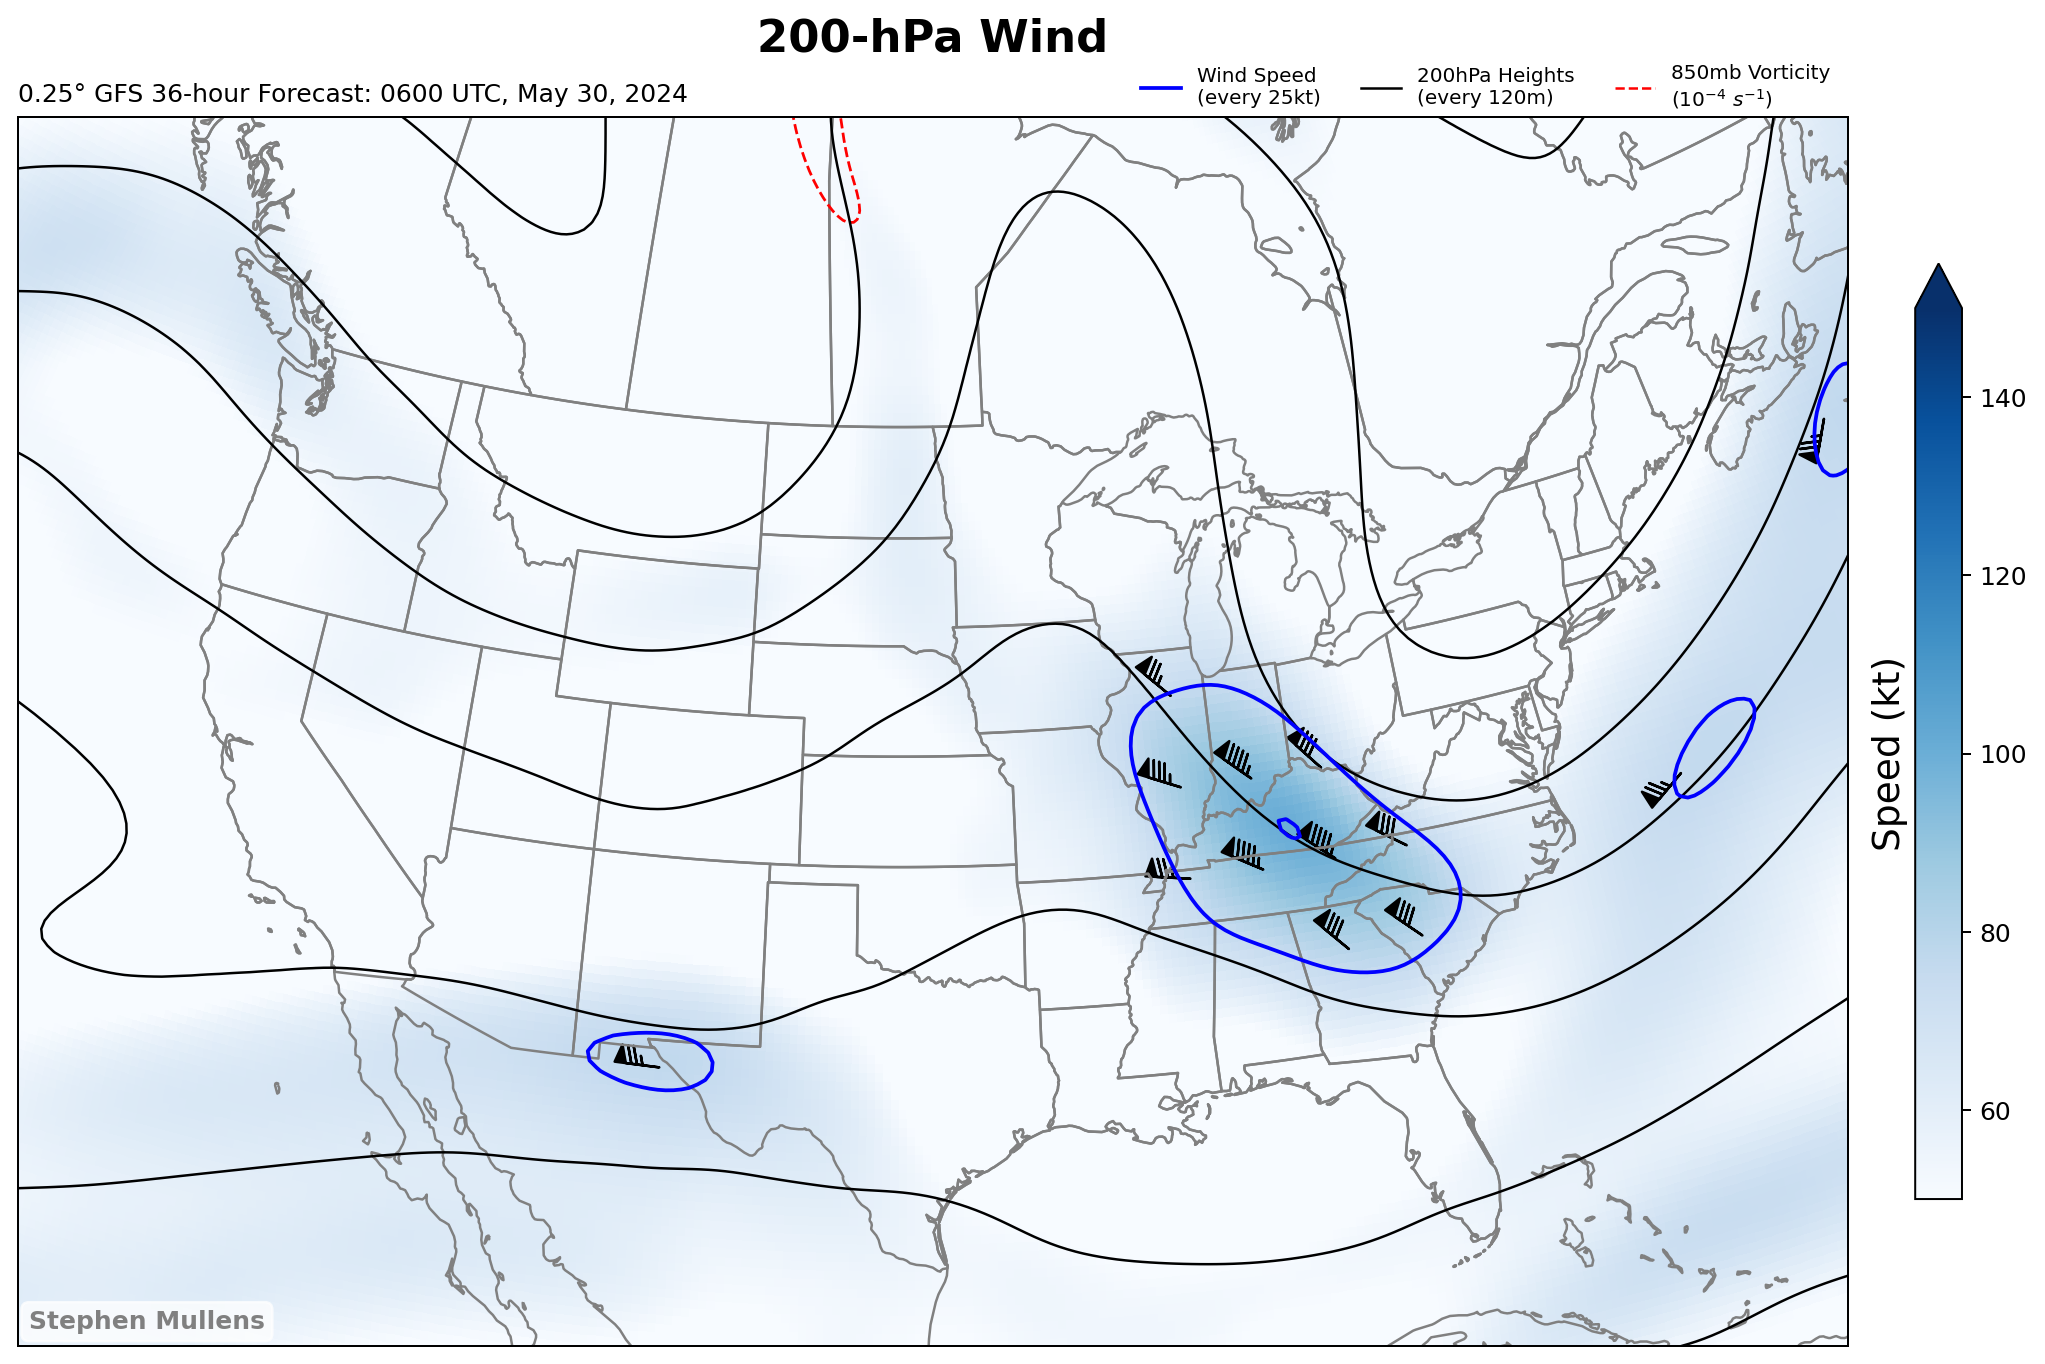 200-hPa Wind
0.25° GFS 36-hour Forecast: 0600 UTC, May 30, 2024
Wind Speed
(every 25kt)
200hPa Heights
(every 120m)
850mb Vorticity
(10⁻⁴ s⁻¹)
140
120
100
80
60
Speed (kt)
Stephen Mullens